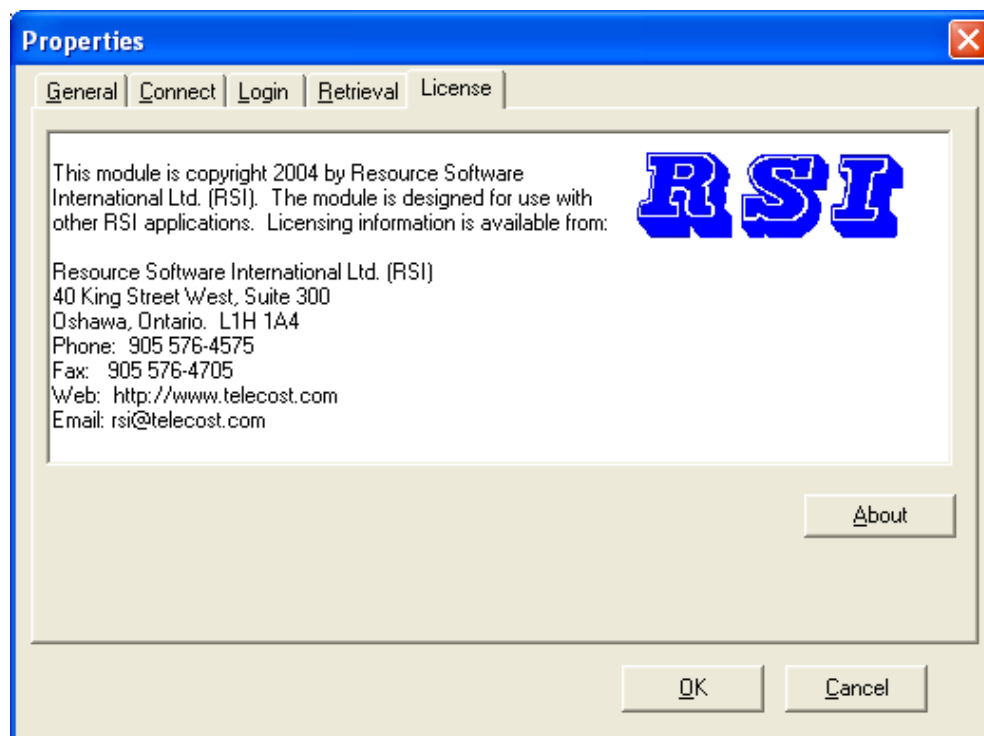 Properties
General Connect Login Retrieval License
This module is copyright 2004 by Resource Software
International Ltd. (RSI).  The module is designed for use with
other RSI applications.  Licensing information is available from:
RSI
Resource Software International Ltd. (RSI)
40 King Street West, Suite 300
Oshawa, Ontario.  L1H 1A4
Phone:  905 576-4575
Fax:   905 576-4705
Web:  http://www.telecost.com
Email: rsi@telecost.com
About
OK Cancel